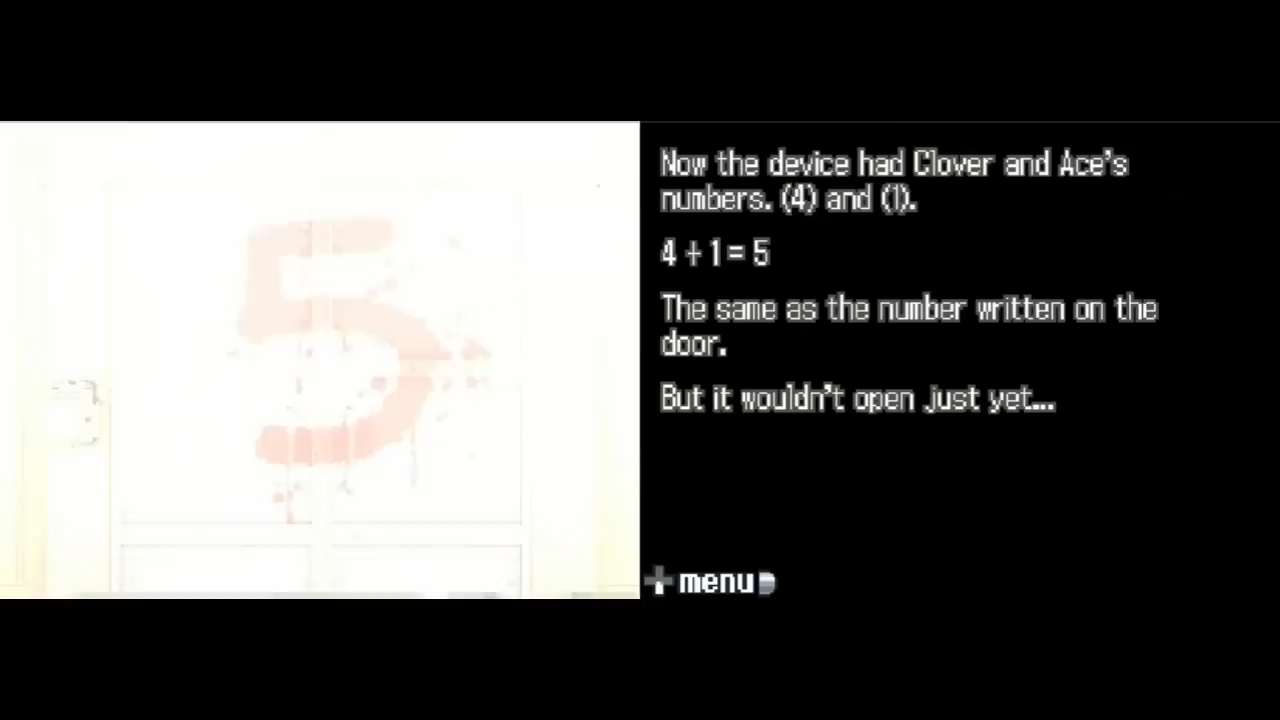 5
Now the device had Clover and Ace's
numbers. (4) and (1).
4 + 1 = 5
The same as the number written on the
door.
But it wouldn't open just yet...
menu